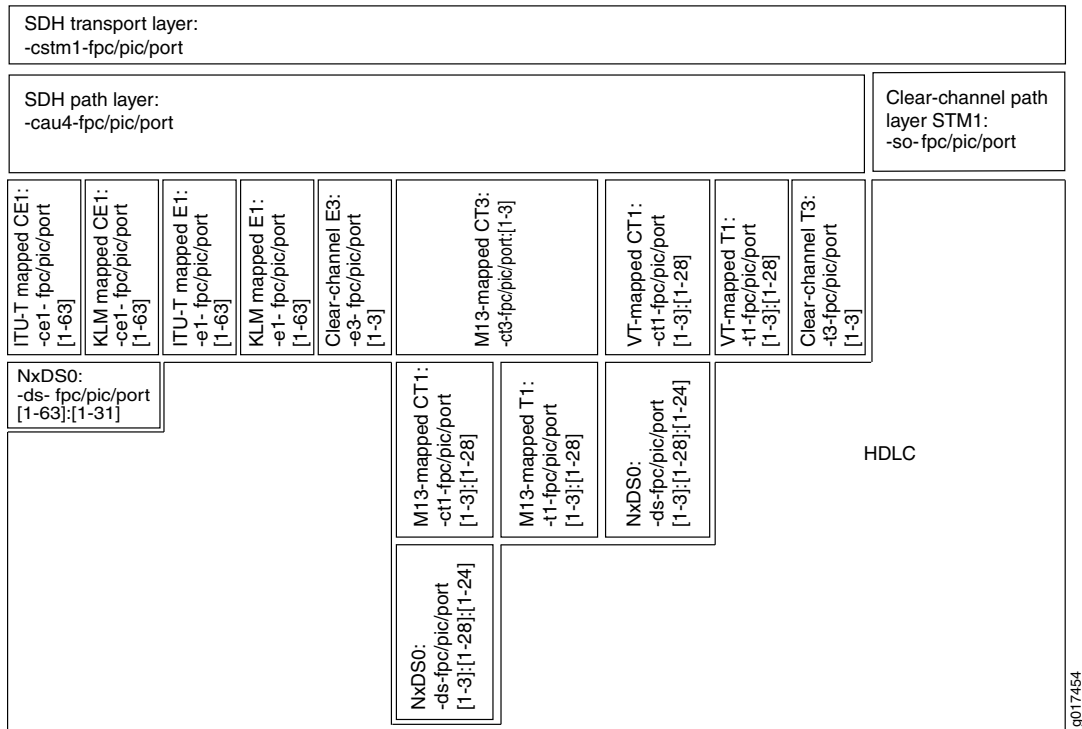 SDH transport layer:
-cstm1-fpc/pic/port
SDH path layer:
-cau4-fpc/pic/port
Clear-channel path
layer STM1:
-so-fpc/pic/port
ITU-T mapped CE1:
-ce1- fpc/pic/port
[1-63]
KLM mapped CE1:
-ce1- fpc/pic/port
[1-63]
ITU-T mapped E1:
-e1- fpc/pic/port
[1-63]
KLM mapped E1:
-e1- fpc/pic/port
[1-63]
Clear-channel E3:
-e3- fpc/pic/port
[1-3]
M13-mapped CT3:
-ct3-fpc/pic/port:[1-3]
VT-mapped CT1:
-ct1-fpc/pic/port
[1-3]:[1-28]
VT-mapped T1:
-t1-fpc/pic/port
[1-3]:[1-28]
Clear-channel T3:
-t3-fpc/pic/port
[1-3]
NxDS0:
-ds- fpc/pic/port
[1-63]:[1-31]
M13-mapped CT1:
-ct1-fpc/pic/port
[1-3]:[1-28]
M13-mapped T1:
-t1-fpc/pic/port
[1-3]:[1-28]
NxDS0:
-ds-fpc/pic/port
[1-3]:[1-28]:[1-24]
HDLC
NxDS0:
-ds-fpc/pic/port
[1-3]:[1-28]:[1-24]
g017454